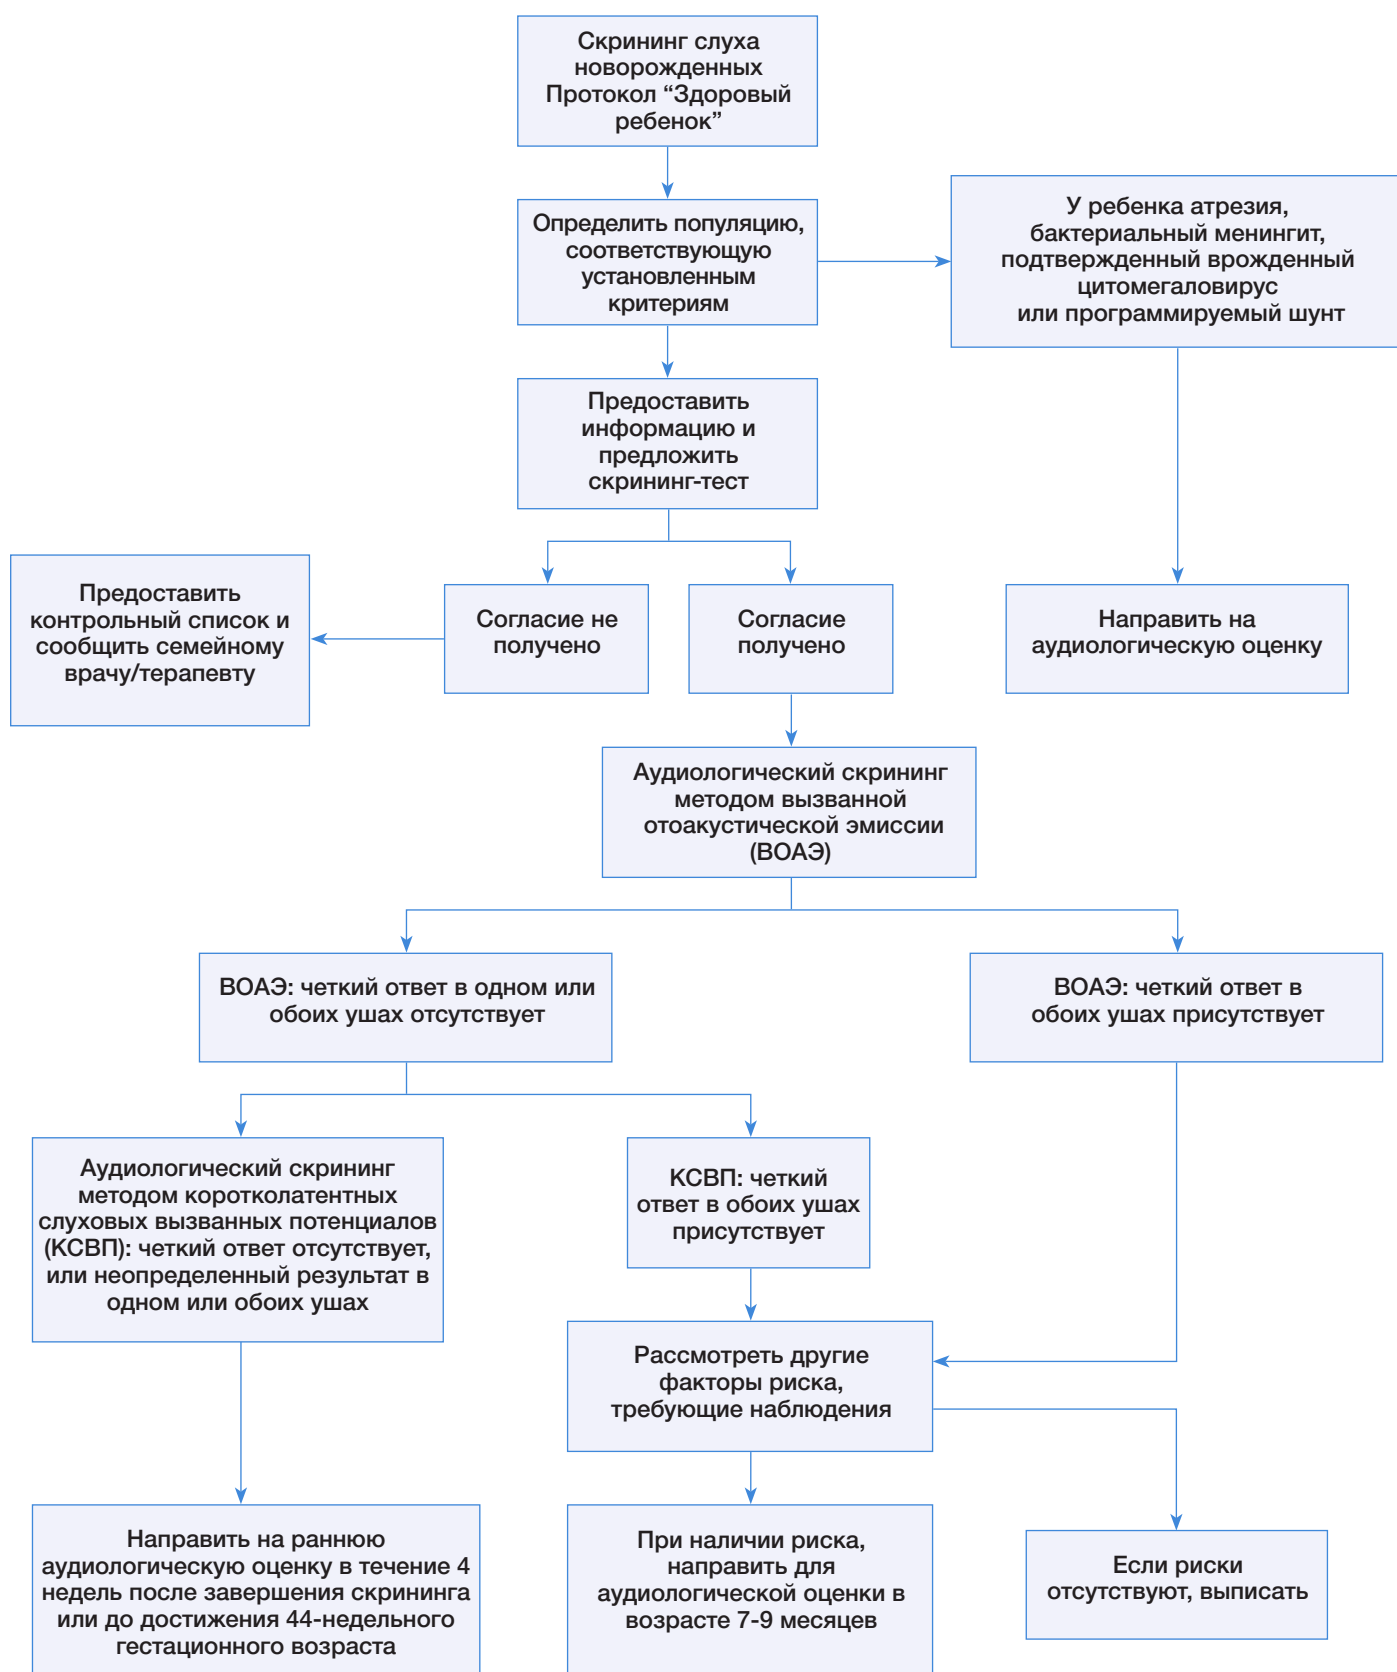 Скрининг слуха
новорожденных
Протокол “Здоровый
ребенок”
Определить популяцию,
соответствующую
установленным
критериям
У ребенка атрезия,
бактериальный менингит,
подтвержденный врожденный
цитомегаловирус
или программируемый шунт
Предоставить
информацию и
предложить
скрининг-тест
Предоставить
контрольный список и
сообщить семейному
врачу/терапевту
Согласие не
получено
Согласие
получено
Направить на
аудиологическую оценку
Аудиологический скрининг
методом вызванной
отоакустической эмиссии
(ВОАЭ)
ВОАЭ: четкий ответ в одном или
обоих ушах отсутствует
ВОАЭ: четкий ответ в
обоих ушах присутствует
Аудиологический скрининг
методом коротколатентных
слуховых вызванных потенциалов
(КСВП): четкий ответ отсутствует,
или неопределенный результат в
одном или обоих ушах
КСВП: четкий
ответ в обоих ушах
присутствует
Рассмотреть другие
факторы риска,
требующие наблюдения
Направить на раннюю
аудиологическую оценку в течение 4
недель после завершения скрининга
или до достижения 44-недельного
гестационного возраста
При наличии риска,
направить для
аудиологической оценки в
возрасте 7-9 месяцев
Если риски
отсутствуют, выписать